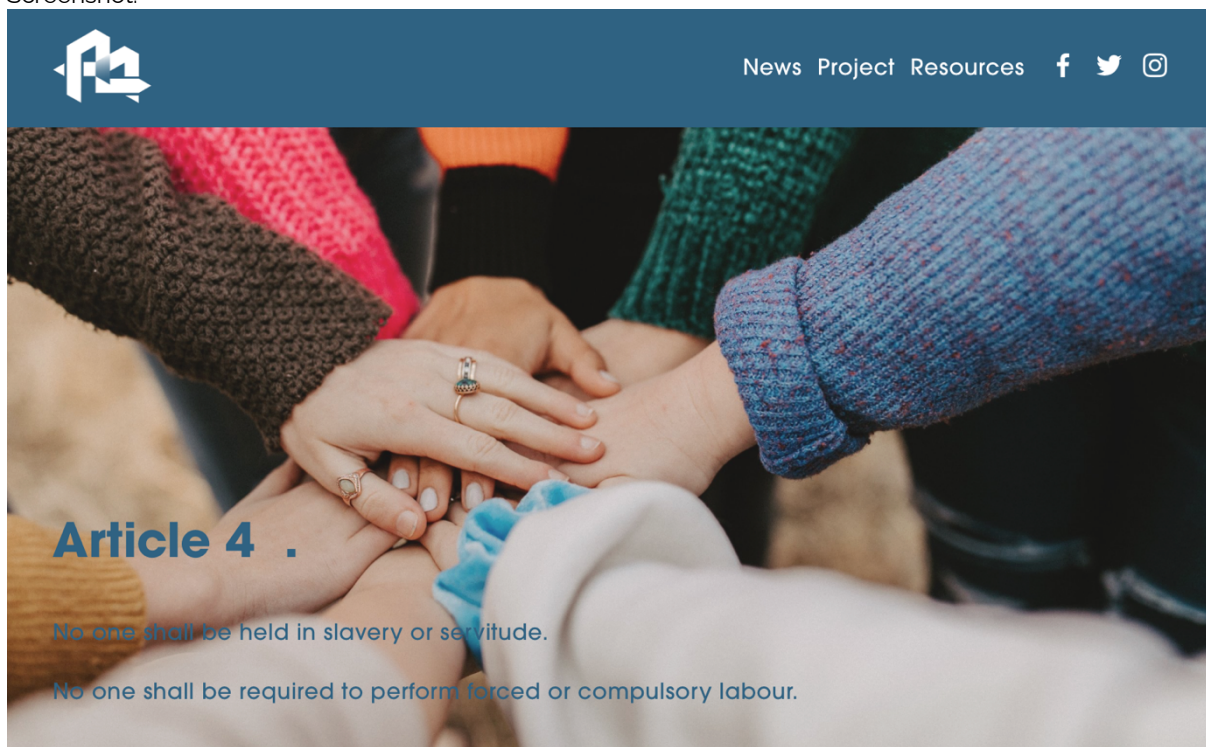 Screenshot:
News Project Resources
Article 4 .
No one shall be held in slavery or servitude.
No one shall be required to perform forced or compulsory labour.